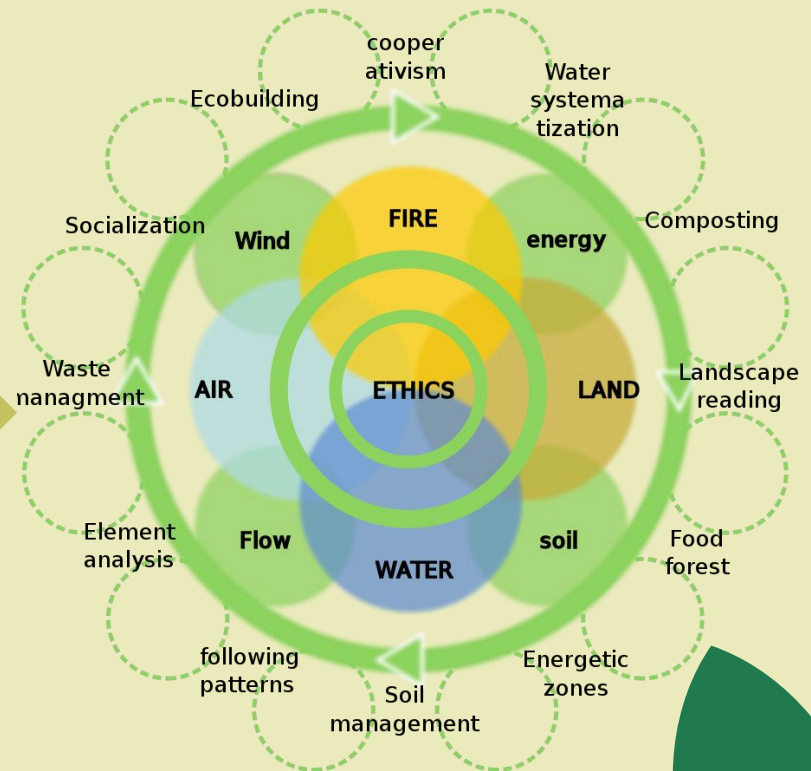 cooper
ativism
Water
systema
tization
Ecobuilding
Socialization
Composting
Wind
FIRE
energy
Waste
managment
AIR
ETHICS
LAND
Landscape
reading
Element
analysis
Flow
WATER
soil
Food
forest
following
patterns
Soil
management
Energetic
zones